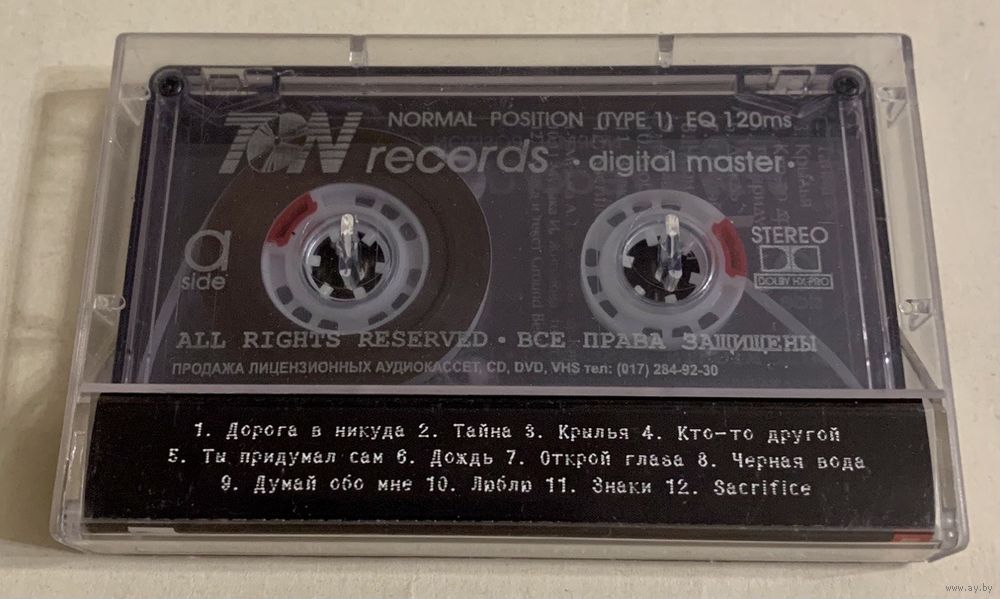 NORMAL POSITION (TYPE 1) EQ 120ms
TON records · digital master ·
a
side
STEREO
DOLBY HX-PRO
ALL RIGHTS RESERVED · ВСЕ ПРАВА ЗАЩИЩЕНЫ
ПРОДАЖА ЛИЦЕНЗИОННЫХ АУДИОКАССЕТ, CD, DVD, VHS тел: (017) 284-92-30
1. Дорога в никуда 2. Тайна 3. Крылья 4. Кто-то другой
5. Ты придумал сам 6. Дождь 7. Открой глаsа 8. Черная вода
9. Думай обо мне 10. Люблю 11. Знаки 12. Sacrifice
www.ay.by